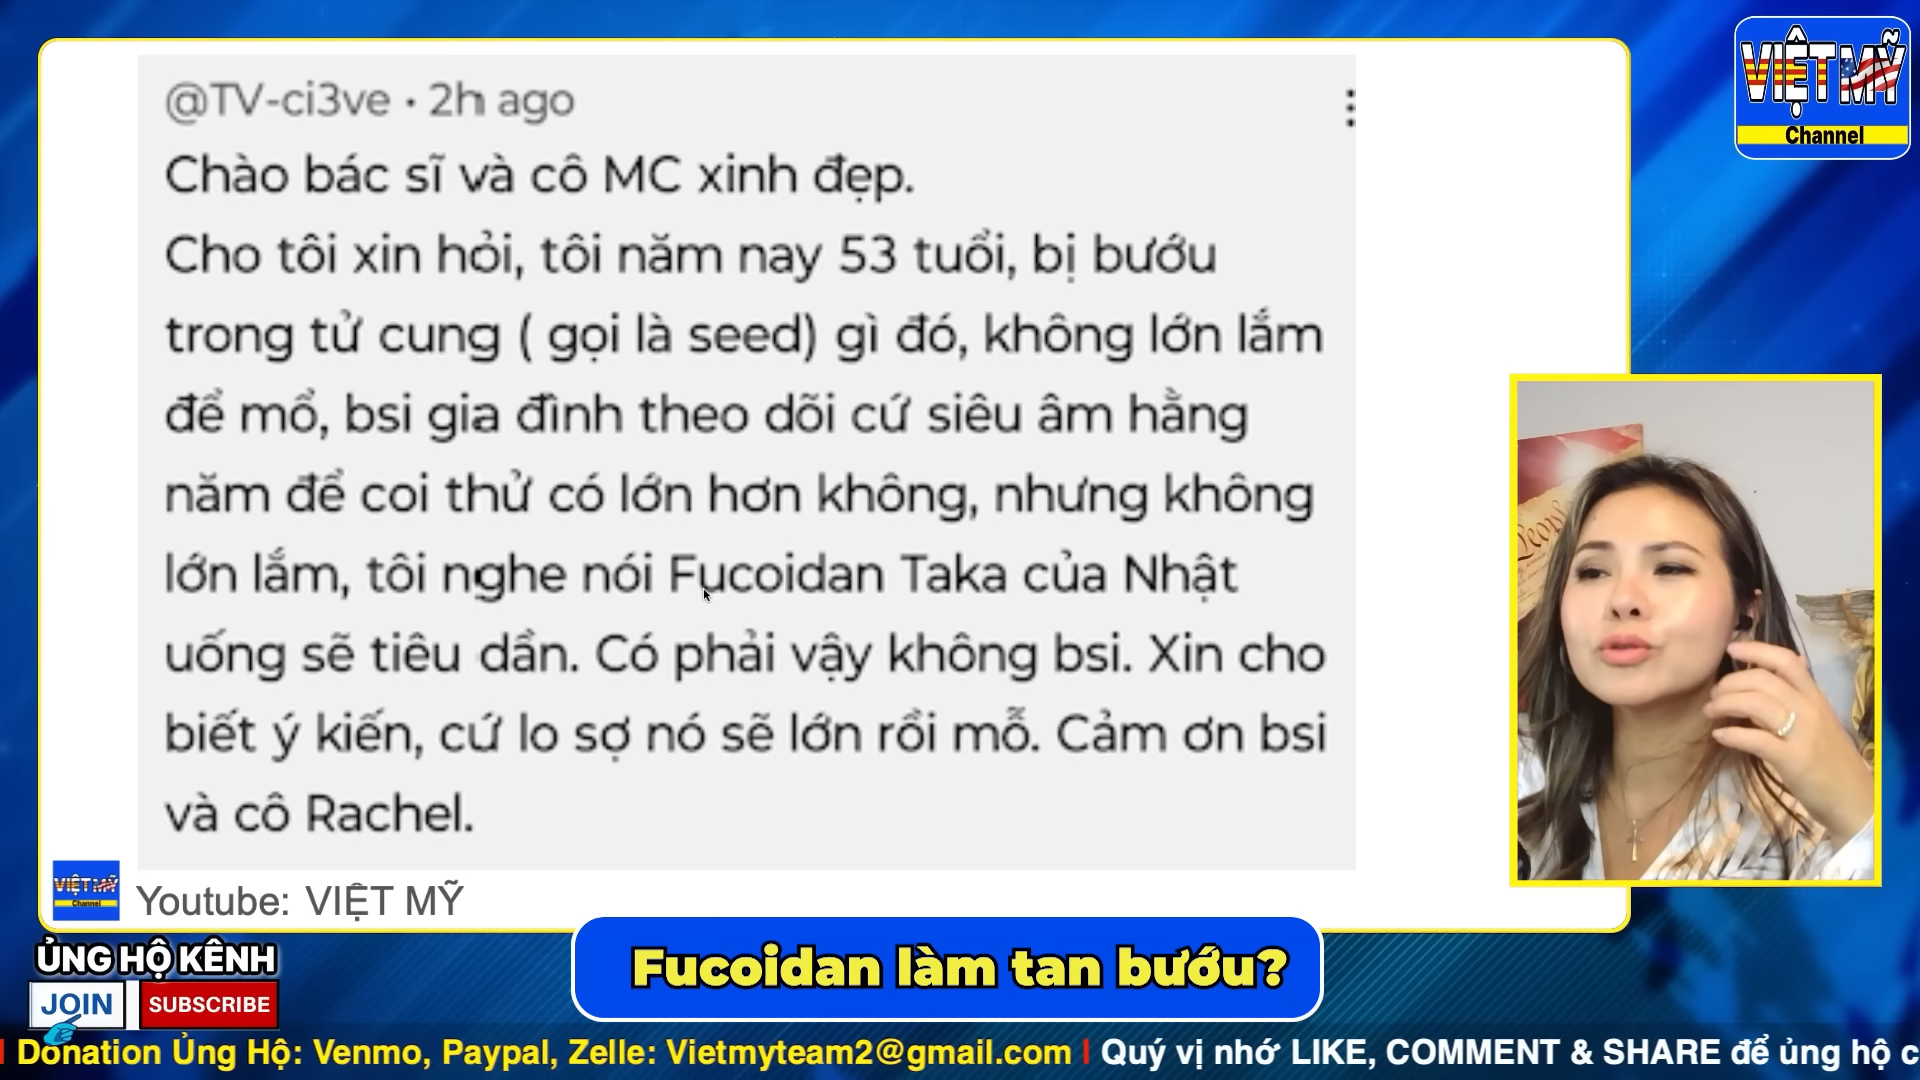 @TV-ci3ve • 2h ago
Chào bác sĩ và cô MC xinh đẹp.
Cho tôi xin hỏi, tôi năm nay 53 tuổi, bị bướu
trong tử cung ( gọi là seed) gì đó, không lớn lắm
để mổ, bsi gia đình theo dõi cứ siêu âm hằng
năm để coi thử có lớn hơn không, nhưng không
lớn lắm, tôi nghe nói Fucoidan Taka của Nhật
uống sẽ tiêu dần. Có phải vậy không bsi. Xin cho
biết ý kiến, cứ lo sợ nó sẽ lớn rồi mỗ. Cảm ơn bsi
và cô Rachel.
VIỆT MỸ
Channel
VIỆT MỸ
Channel
Youtube: VIỆT MỸ
Fucoidan làm tan bướu?
ỦNG HỘ KÊNH
JOIN
SUBSCRIBE
Donation Ủng Hộ: Venmo, Paypal, Zelle: Vietmyteam2@gmail.com | Quý vị nhớ LIKE, COMMENT & SHARE để ủng hộ c